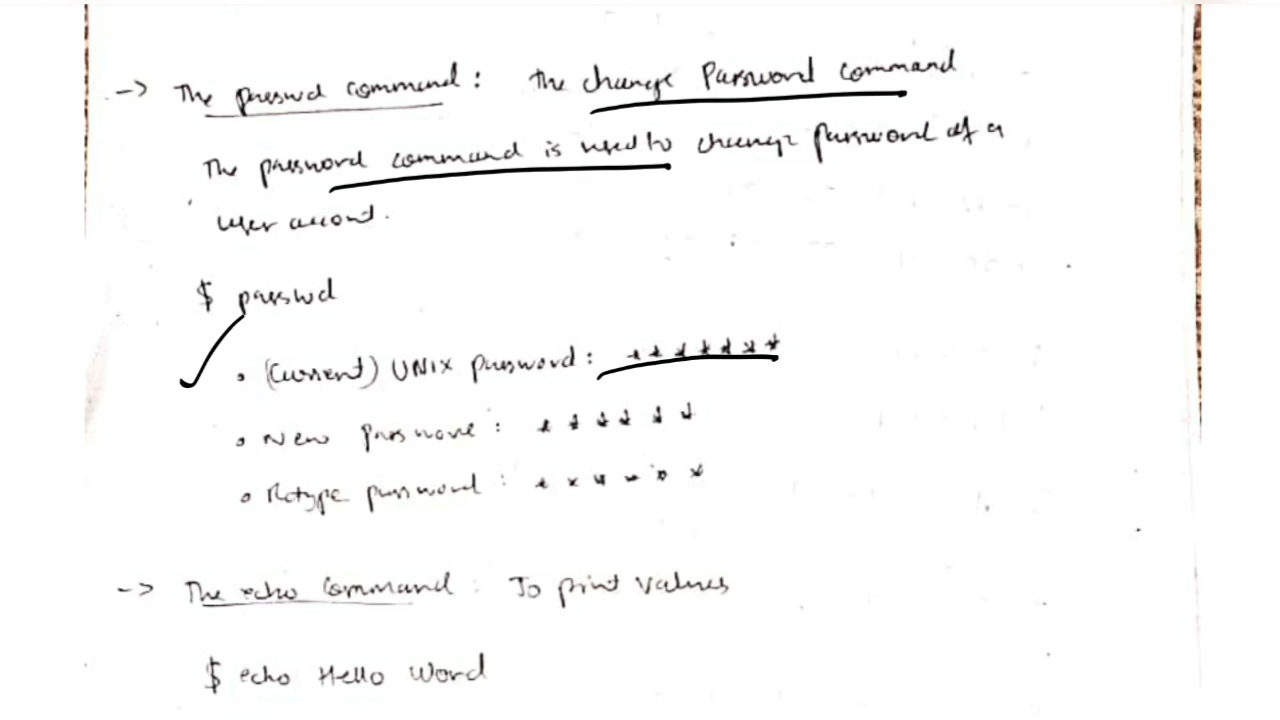 -> The passwd command : The change Password command
The password command is used to change password of a
user account.
$ passwd
• (Current) UNIX password : * * * * * * *
• New password : * * * * * *
• Retype password : * * * * * *
-> The echo Command : To print values
$ echo Hello Word